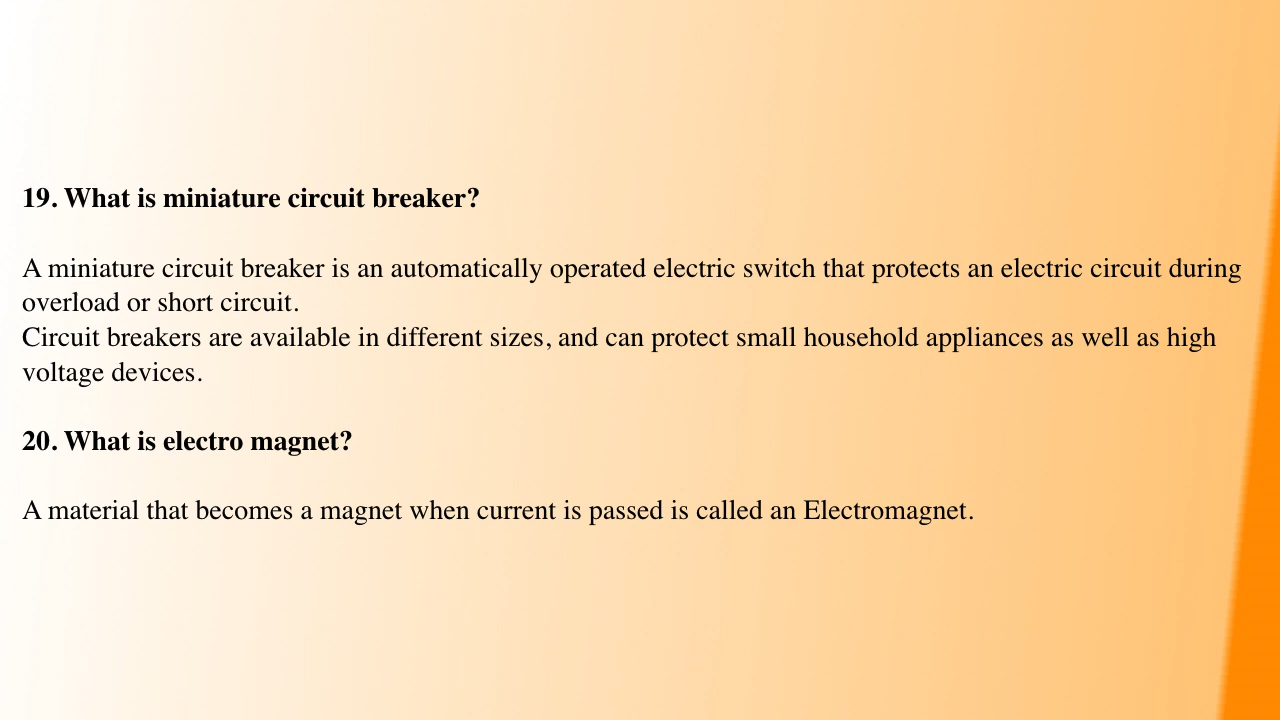 19. What is miniature circuit breaker?
A miniature circuit breaker is an automatically operated electric switch that protects an electric circuit during
overload or short circuit.
Circuit breakers are available in different sizes, and can protect small household appliances as well as high
voltage devices.
20. What is electro magnet?
A material that becomes a magnet when current is passed is called an Electromagnet.